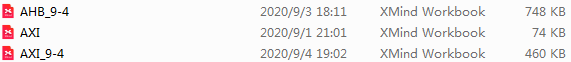 AHB_9-4 2020/9/3 18:11 XMind Workbook 748 KB
AXI 2020/9/1 21:01 XMind Workbook 74 KB
AXI_9-4 2020/9/4 19:02 XMind Workbook 460 KB